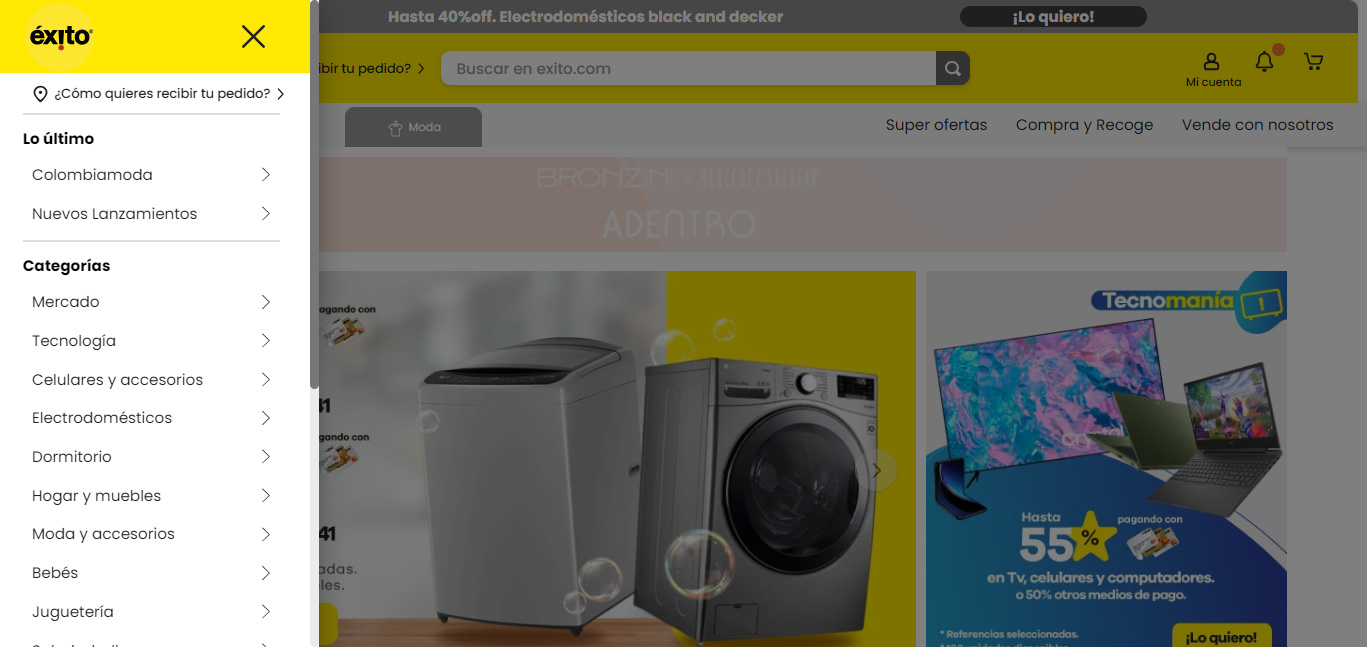 Hasta 40%off. Electrodomésticos black and decker
¡Lo quiero!
éxito
ibir tu pedido?
Buscar en exito.com
Mi cuenta
¿Cómo quieres recibir tu pedido?
Moda
Super ofertas
Compra y Recoge
Vende con nosotros
Lo último
Colombiamoda
Nuevos Lanzamientos
BRONZINI + MERCEDES SALAZAR
ADENTRO
Categorías
Mercado
Tecnología
Celulares y accesorios
Electrodomésticos
Dormitorio
Hogar y muebles
Moda y accesorios
Bebés
Juguetería
pagando con
41
pagando con
41
adas.
les.
LG
Tecnomanía
Hasta
55%
pagando con
en Tv, celulares y computadores.
o 50% otros medios de pago.
* Referencias seleccionadas.
¡Lo quiero!